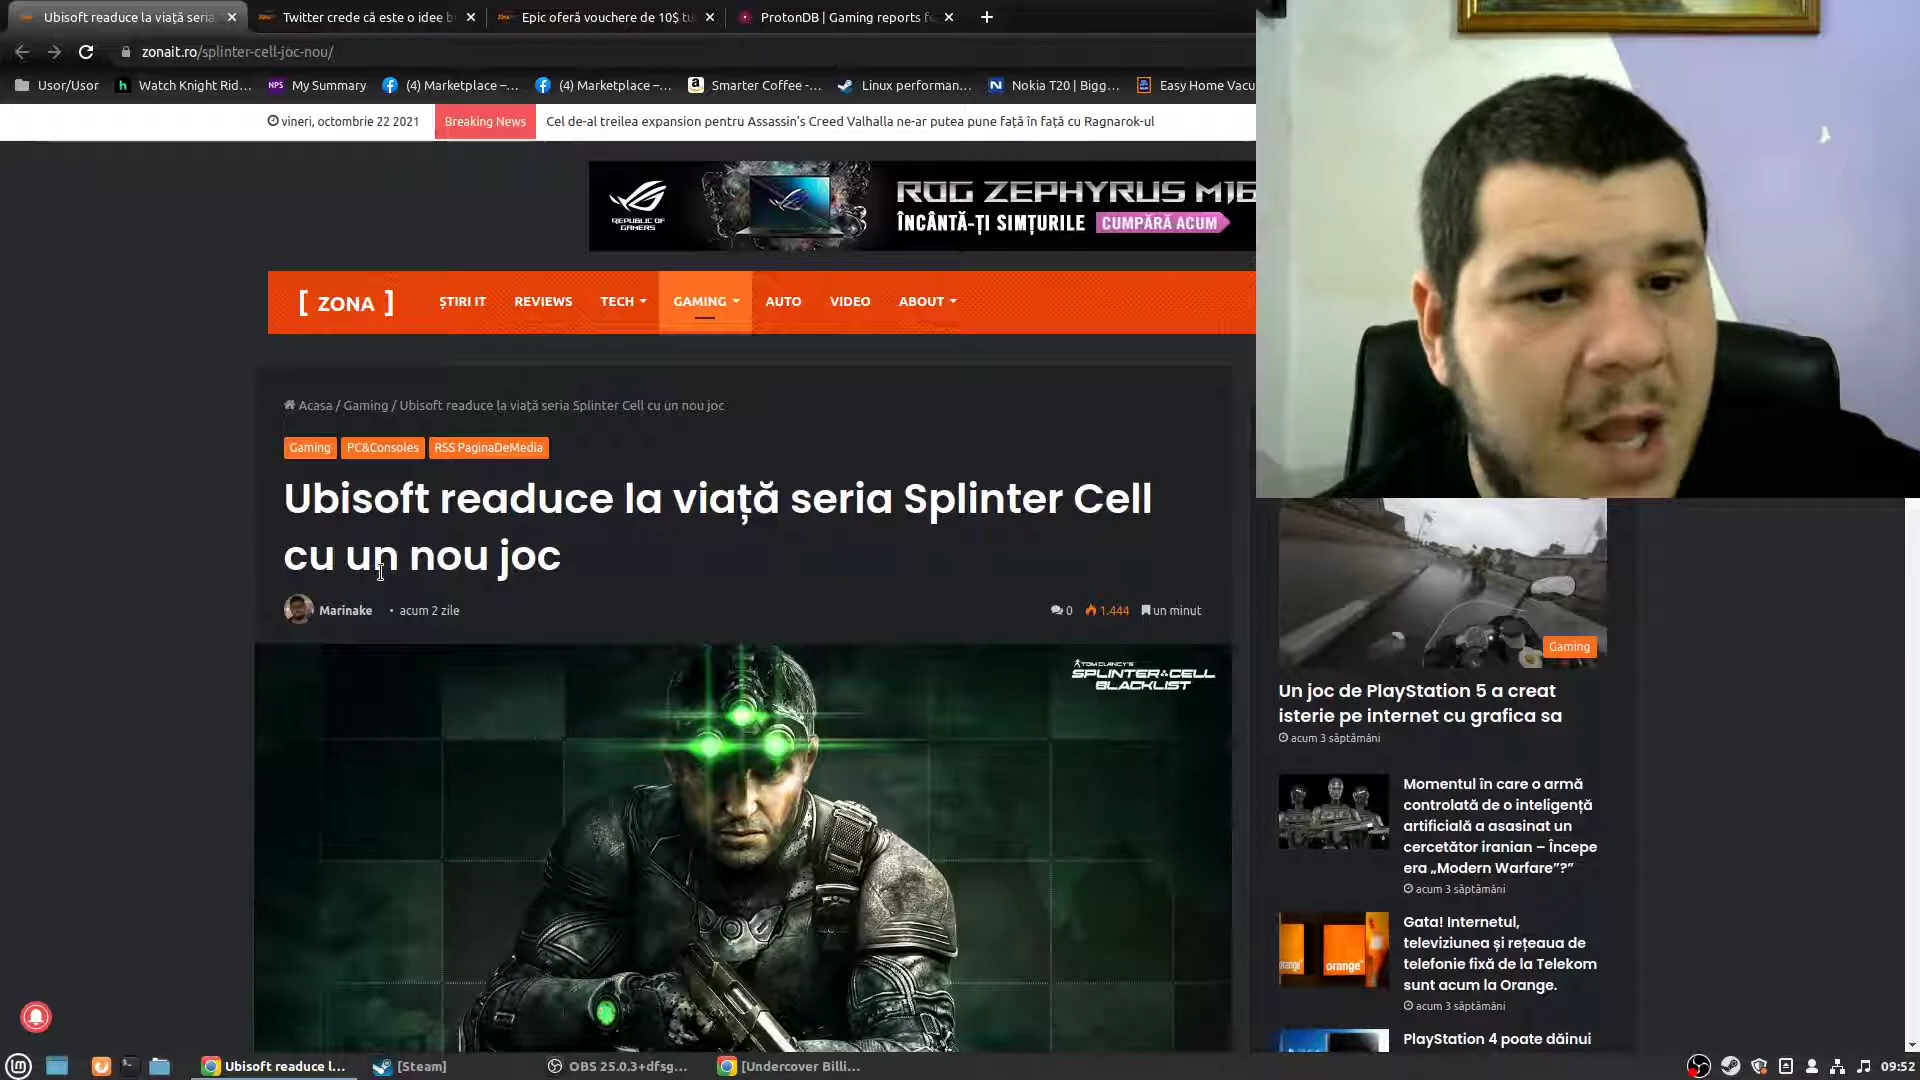 Ubisoft readuce la viață seria
Twitter crede că este o idee b
Epic oferă vouchere de 10$ tu
ProtonDB | Gaming reports fo
zonait.ro/splinter-cell-joc-nou/
Usor/Usor
Watch Knight Rid...
NPS My Summary
(4) Marketplace –...
(4) Marketplace –...
Smarter Coffee -...
Linux performan...
Nokia T20 | Bigg...
Easy Home Vacu
vineri, octombrie 22 2021
Breaking News
Cel de-al treilea expansion pentru Assassin's Creed Valhalla ne-ar putea pune față în față cu Ragnarok-ul
REPUBLIC OF
GAMERS
ROG ZEPHYRUS M16
ÎNCÂNTĂ-ȚI SIMȚURILE
CUMPĂRĂ ACUM
[ ZONA ]
ȘTIRI IT
REVIEWS
TECH
GAMING
AUTO
VIDEO
ABOUT
Acasa / Gaming / Ubisoft readuce la viață seria Splinter Cell cu un nou joc
Gaming
PC&Consoles
RSS PaginaDeMedia
Ubisoft readuce la viață seria Splinter Cell
cu un nou joc
Marinake • acum 2 zile
0
1.444
un minut
TOM CLANCY'S
SPLINTER CELL
BLACKLIST
Gaming
Un joc de PlayStation 5 a creat
isterie pe internet cu grafica sa
acum 3 săptămâni
Momentul în care o armă
controlată de o inteligență
artificială a asasinat un
cercetător iranian – Începe
era „Modern Warfare”?”
acum 3 săptămâni
orange
Gata! Internetul,
televiziunea și rețeaua de
telefonie fixă de la Telekom
sunt acum la Orange.
acum 3 săptămâni
PlayStation 4 poate dăinui
Ubisoft readuce l...
[Steam]
OBS 25.0.3+dfsg...
[Undercover Billi...
09:52